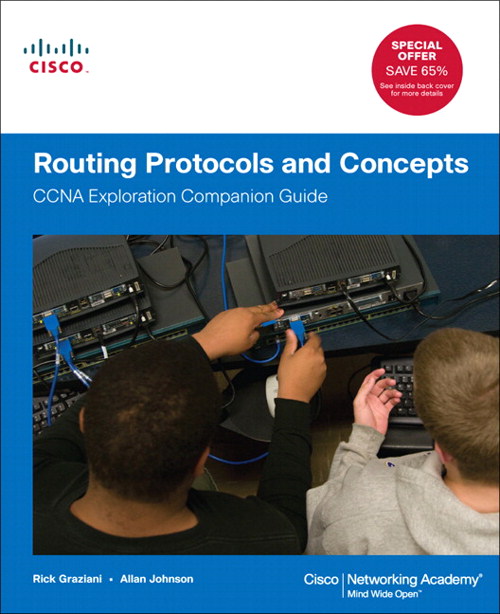 CISCO™
SPECIAL
OFFER
SAVE 65%
See inside back cover
for more details
Routing Protocols and Concepts
CCNA Exploration Companion Guide
Rick Graziani • Allan Johnson
Cisco | Networking Academy®
Mind Wide Open™